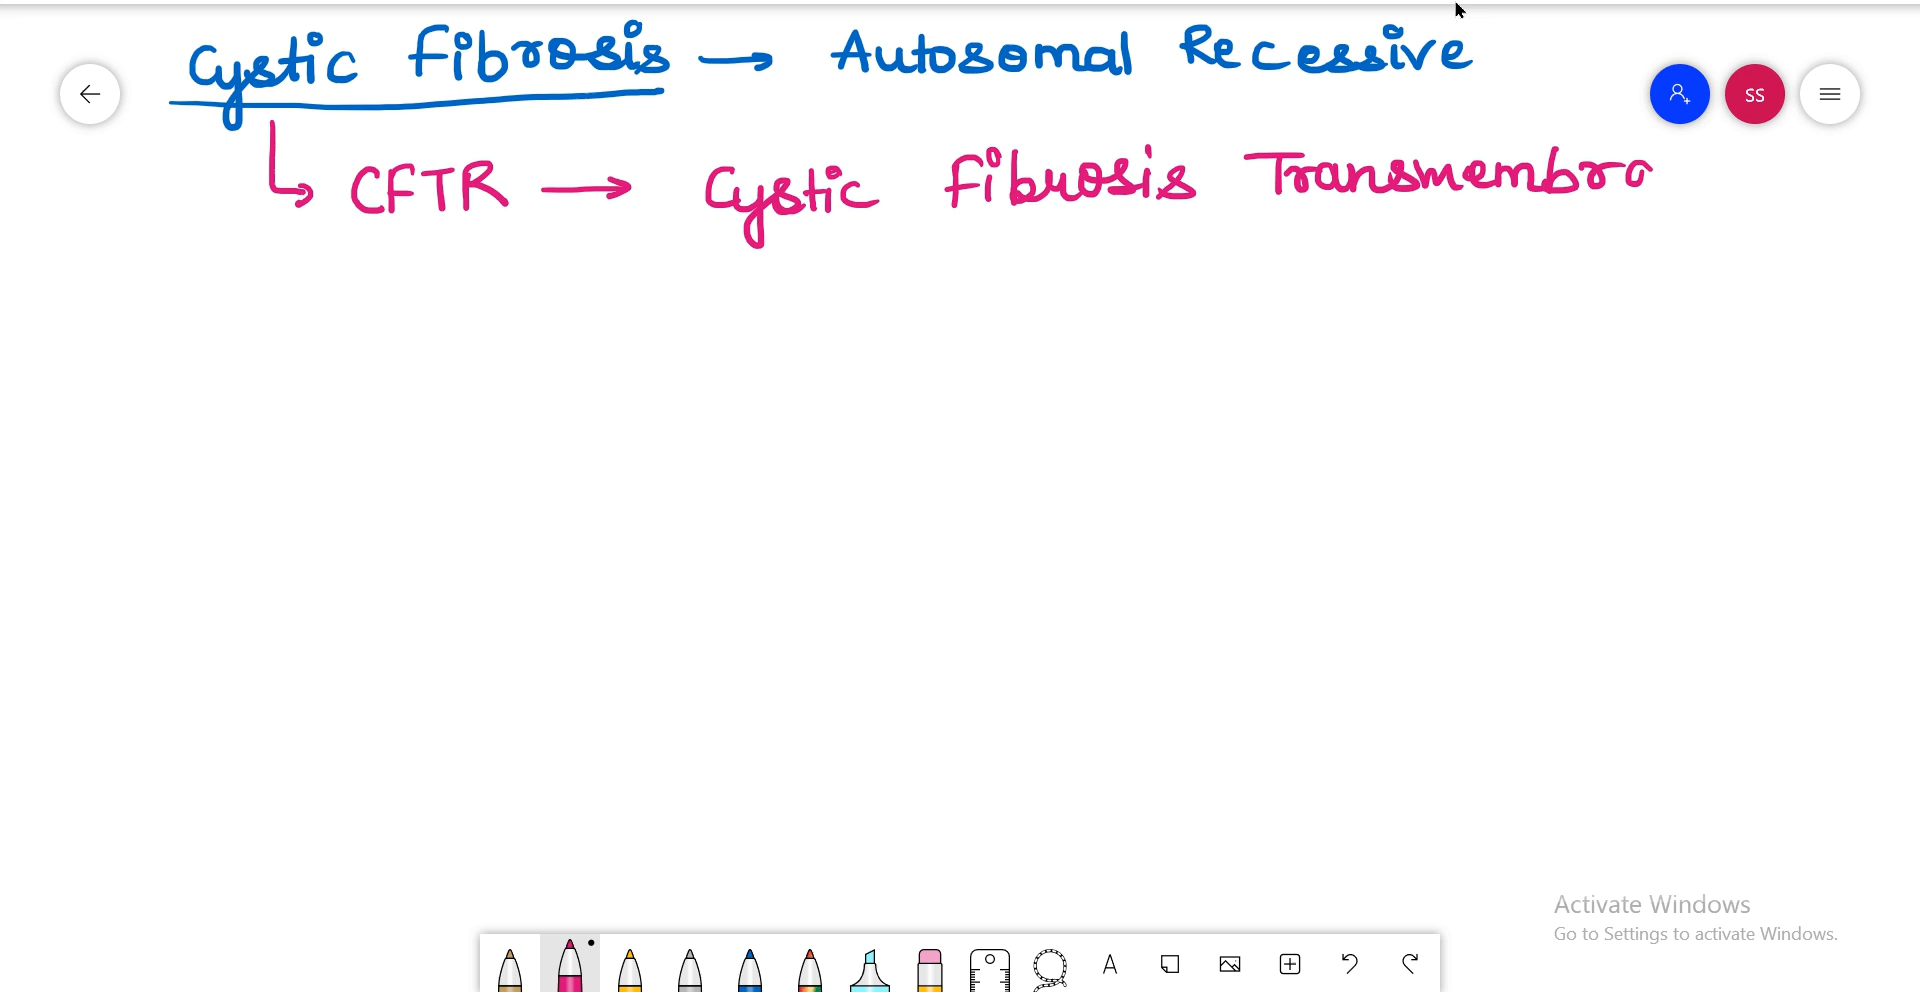 Cystic Fibrosis → Autosomal Recessive
SS
CFTR → Cystic Fibrosis Transmembra
A
Activate Windows
Go to Settings to activate Windows.